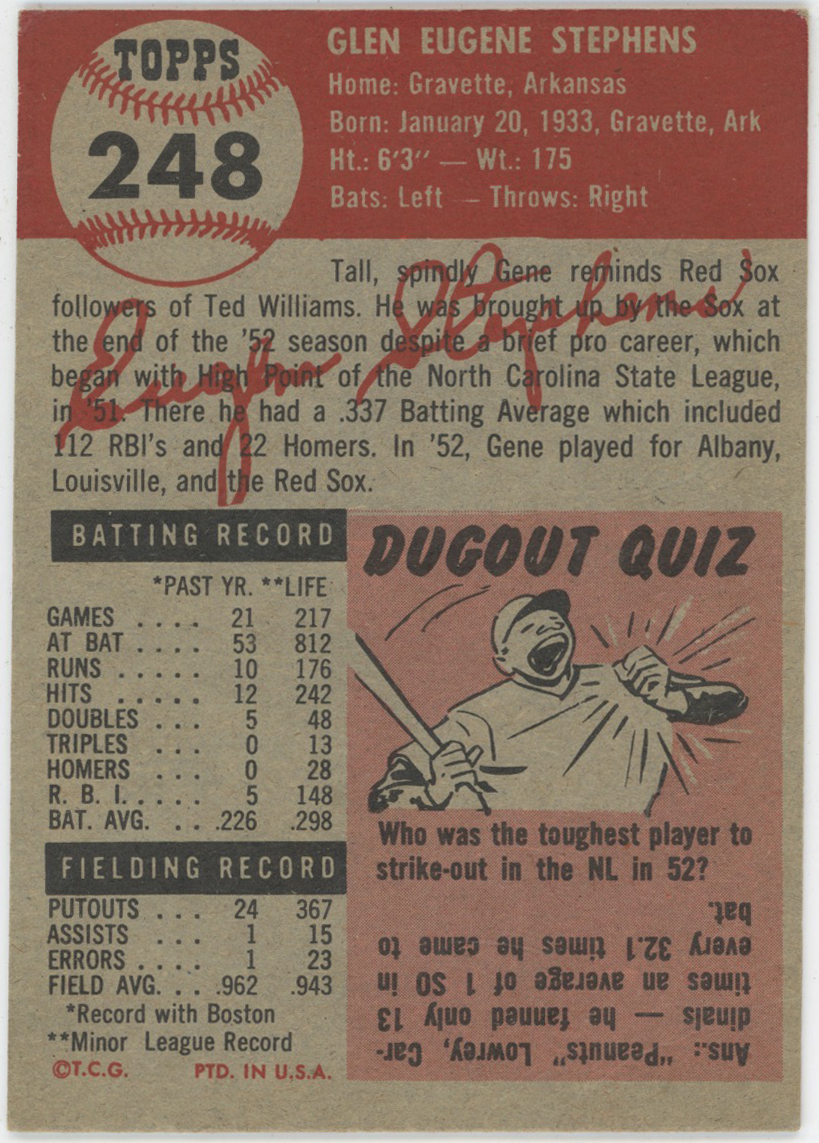 TOPPS
248
GLEN EUGENE STEPHENS
Home: Gravette, Arkansas
Born: January 20, 1933, Gravette, Ark
Ht.: 6'3" — Wt.: 175
Bats: Left — Throws: Right
Tall, spindly Gene reminds Red Sox
followers of Ted Williams. He was brought up by the Sox at
the end of the '52 season despite a brief pro career, which
began with High Point of the North Carolina State League,
in '51. There he had a .337 Batting Average which included
112 RBI's and 22 Homers. In '52, Gene played for Albany,
Louisville, and the Red Sox.
Eugene Stephens
BATTING RECORD
*PAST YR. **LIFE
GAMES .... 21 217
AT BAT .... 53 812
RUNS ..... 10 176
HITS ..... 12 242
DOUBLES ... 5 48
TRIPLES ... 0 13
HOMERS ... 0 28
R. B. I. .... 5 148
BAT. AVG. ... .226 .298
FIELDING RECORD
PUTOUTS ... 24 367
ASSISTS ... 1 15
ERRORS ... 1 23
FIELD AVG. ... .962 .943
*Record with Boston
**Minor League Record
©T.C.G. PTD. IN U.S.A.
DUGOUT QUIZ
Who was the toughest player to
strike-out in the NL in 52?
Ans.: "Peanuts" Lowrey, Car-
dinals — he fanned only 13
times an average of 1 SO in
every 32.1 times he came to
bat.